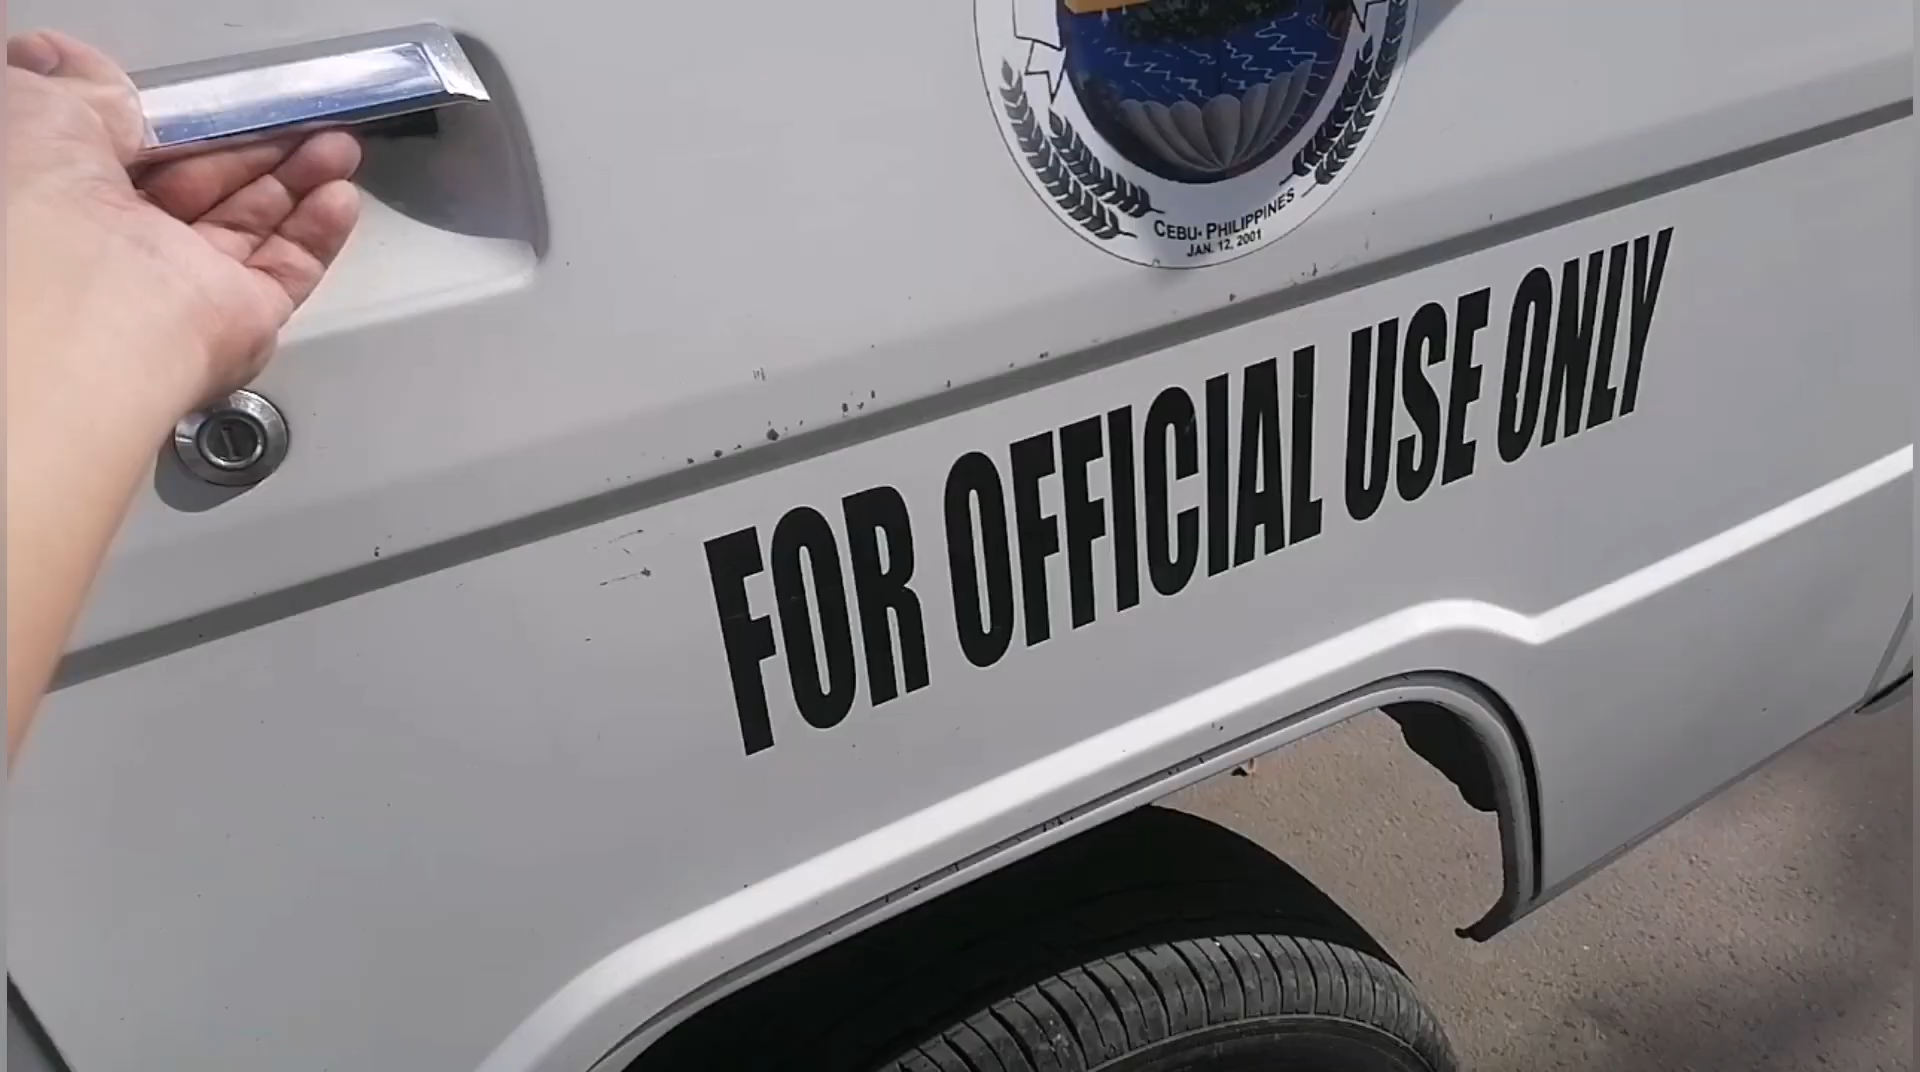 CEBU- PHILIPPINES
JAN. 12, 2001
FOR OFFICIAL USE ONLY